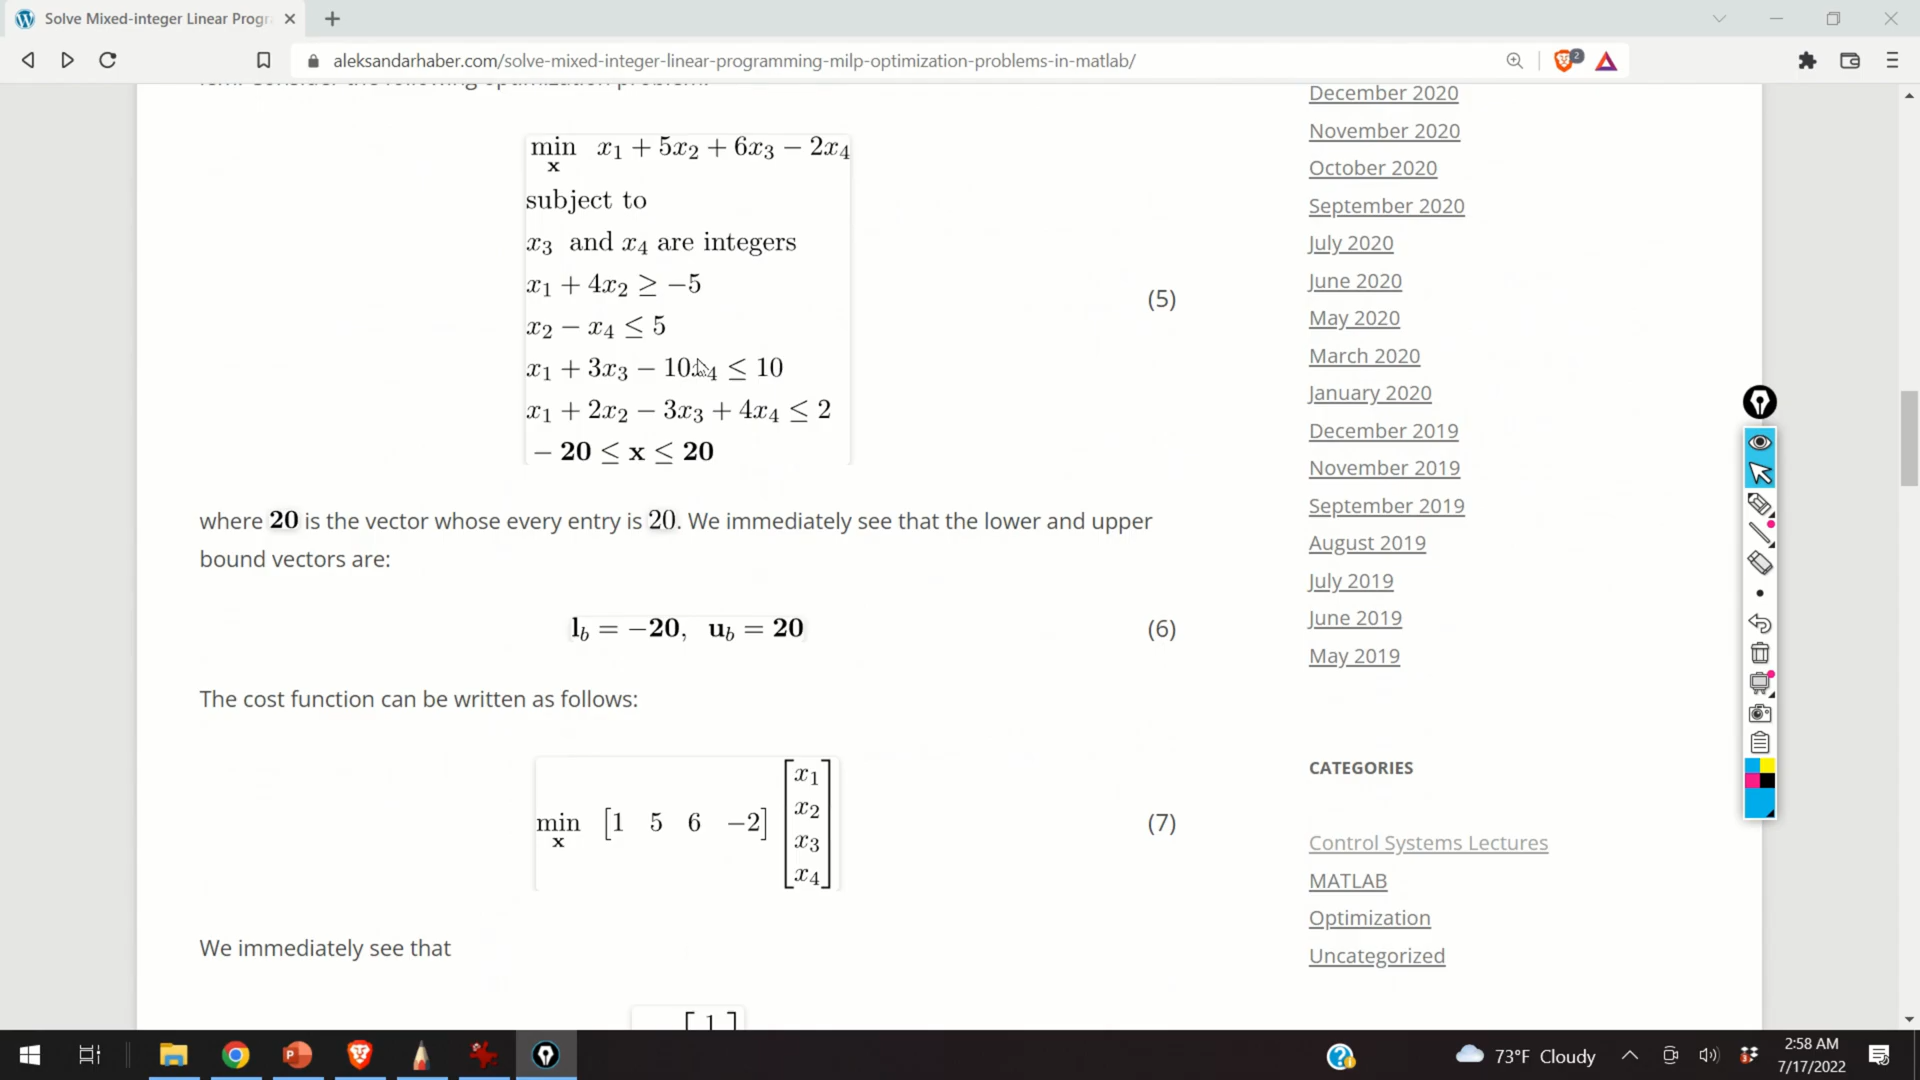 Solve Mixed-integer Linear Progr
aleksandarhaber.com/solve-mixed-integer-linear-programming-milp-optimization-problems-in-matlab/
2
min x₁ + 5x₂ + 6x₃ − 2x₄
x
subject to
x₃ and x₄ are integers
x₁ + 4x₂ ≥ −5
x₂ − x₄ ≤ 5
x₁ + 3x₃ − 10x₄ ≤ 10
x₁ + 2x₂ − 3x₃ + 4x₄ ≤ 2
− 20 ≤ x ≤ 20
(5)
where 20 is the vector whose every entry is 20. We immediately see that the lower and upper
bound vectors are:
l_b = −20, u_b = 20 (6)
The cost function can be written as follows:
min [1 5 6 −2] [x₁ x₂ x₃ x₄] (7)
x
We immediately see that
1
December 2020
November 2020
October 2020
September 2020
July 2020
June 2020
May 2020
March 2020
January 2020
December 2019
November 2019
September 2019
August 2019
July 2019
June 2019
May 2019
CATEGORIES
Control Systems Lectures
MATLAB
Optimization
Uncategorized
73°F Cloudy
2:58 AM
7/17/2022